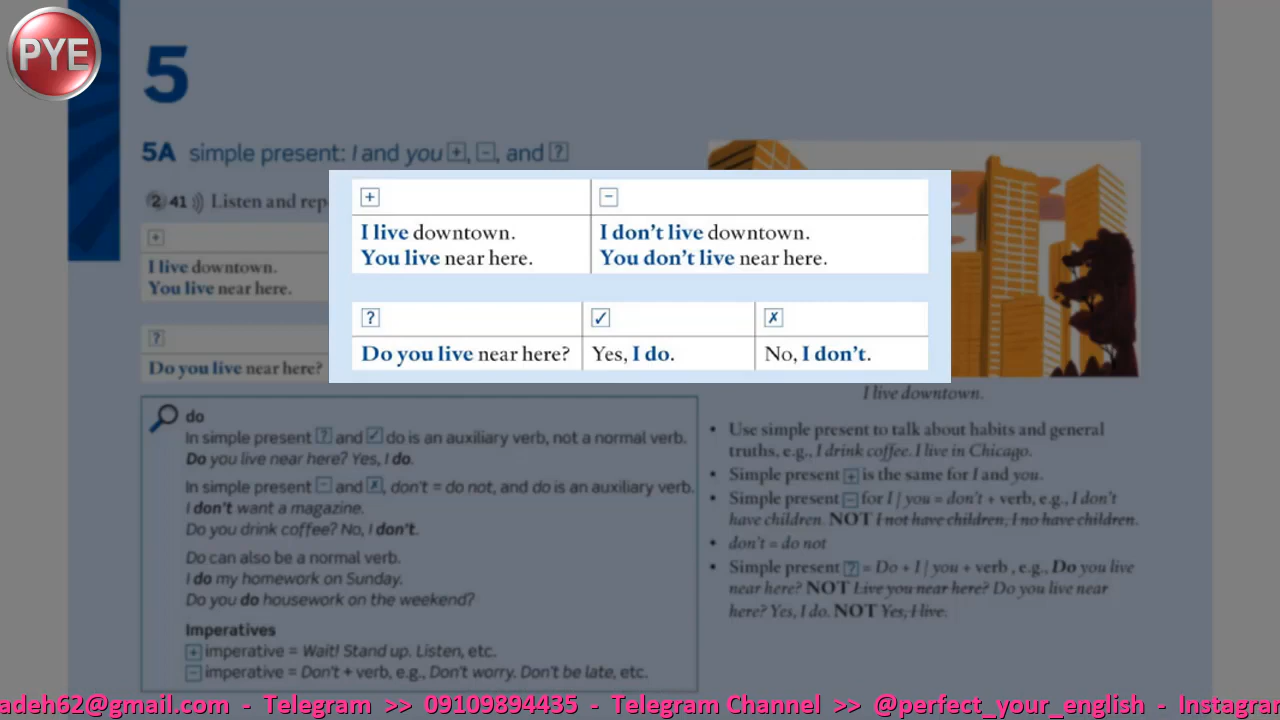 PYE
5
5A simple present: I and you +, −, and ?
2 41 Listen and rep
+
I live downtown.
You live near here.
?
Do you live near here?
+ −
I live downtown. I don't live downtown.
You live near here. You don't live near here.
? ✓ ✗
Do you live near here? Yes, I do. No, I don't.
do
In simple present ? and ✓ do is an auxiliary verb, not a normal verb.
Do you live near here? Yes, I do.
In simple present − and ✗, don't = do not, and do is an auxiliary verb.
I don't want a magazine.
Do you drink coffee? No, I don't.
Do can also be a normal verb.
I do my homework on Sunday.
Do you do housework on the weekend?
Imperatives
+ imperative = Wait! Stand up. Listen, etc.
− imperative = Don't + verb, e.g., Don't worry. Don't be late, etc.
I live downtown.
• Use simple present to talk about habits and general
truths, e.g., I drink coffee. I live in Chicago.
• Simple present + is the same for I and you.
• Simple present − for I / you = don't + verb, e.g., I don't
have children. NOT I not have children, I no have children.
• don't = do not
• Simple present ? = Do + I / you + verb , e.g., Do you live
near here? NOT Live you near here? Do you live near
here? Yes, I do. NOT Yes, I live.
adeh62@gmail.com - Telegram >> 09109894435 - Telegram Channel >> @perfect_your_english - Instagra